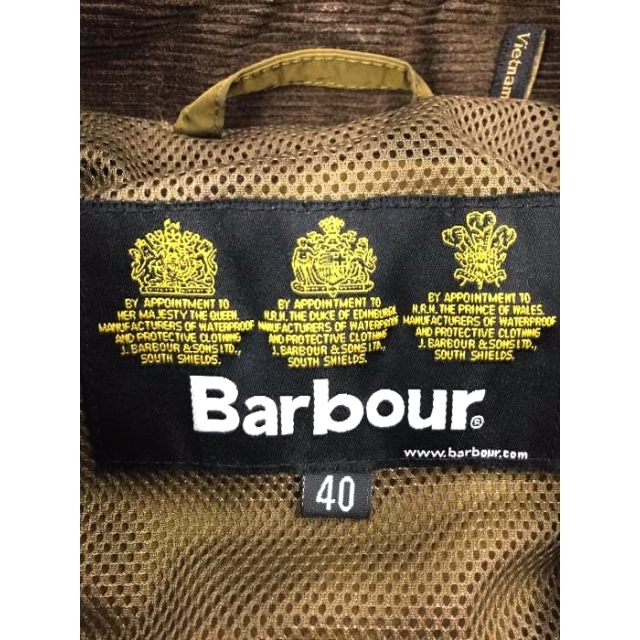 Vietnam
BY APPOINTMENT TO
HER MAJESTY THE QUEEN.
MANUFACTURERS OF WATERPROOF
AND PROTECTIVE CLOTHING
J. BARBOUR & SONS LTD.,
SOUTH SHIELDS.
BY APPOINTMENT TO
H.R.H. THE DUKE OF EDINBURGH
MANUFACTURERS OF WATERPROOF
AND PROTECTIVE CLOTHING
J. BARBOUR & SONS LTD.,
SOUTH SHIELDS.
BY APPOINTMENT TO
H.R.H. THE PRINCE OF WALES.
MANUFACTURERS OF WATERPROOF
AND PROTECTIVE CLOTHING
J. BARBOUR & SONS LTD.,
SOUTH SHIELDS.
Barbour®
www.barbour.com
40